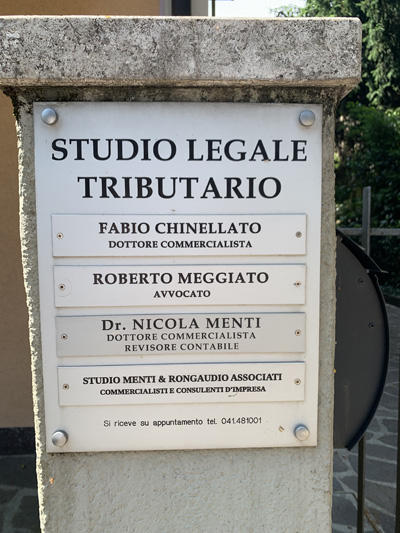 STUDIO LEGALE
TRIBUTARIO
FABIO CHINELLATO
DOTTORE COMMERCIALISTA
ROBERTO MEGGIATO
AVVOCATO
Dr. NICOLA MENTI
DOTTORE COMMERCIALISTA
REVISORE CONTABILE
STUDIO MENTI & RONGAUDIO ASSOCIATI
COMMERCIALISTI E CONSULENTI D'IMPRESA
Si riceve su appuntamento tel. 041.481001